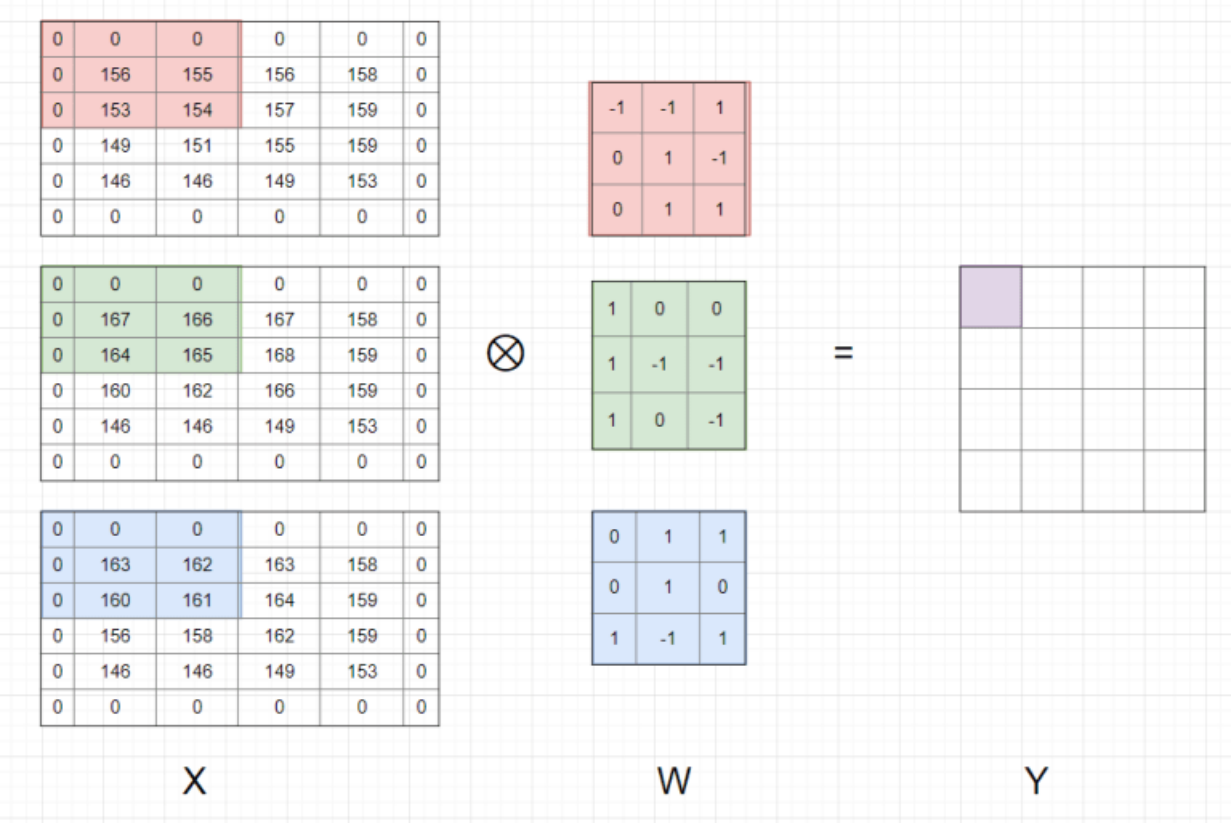 0 0 0 0 0 0
0 156 155 156 158 0
0 153 154 157 159 0
0 149 151 155 159 0
0 146 146 149 153 0
0 0 0 0 0 0
-1 -1 1
0 1 -1
0 1 1
0 0 0 0 0 0
0 167 166 167 158 0
0 164 165 168 159 0
0 160 162 166 159 0
0 146 146 149 153 0
0 0 0 0 0 0
⊗
1 0 0
1 -1 -1
1 0 -1
=
0 0 0 0 0 0
0 163 162 163 158 0
0 160 161 164 159 0
0 156 158 162 159 0
0 146 146 149 153 0
0 0 0 0 0 0
0 1 1
0 1 0
1 -1 1
X W Y